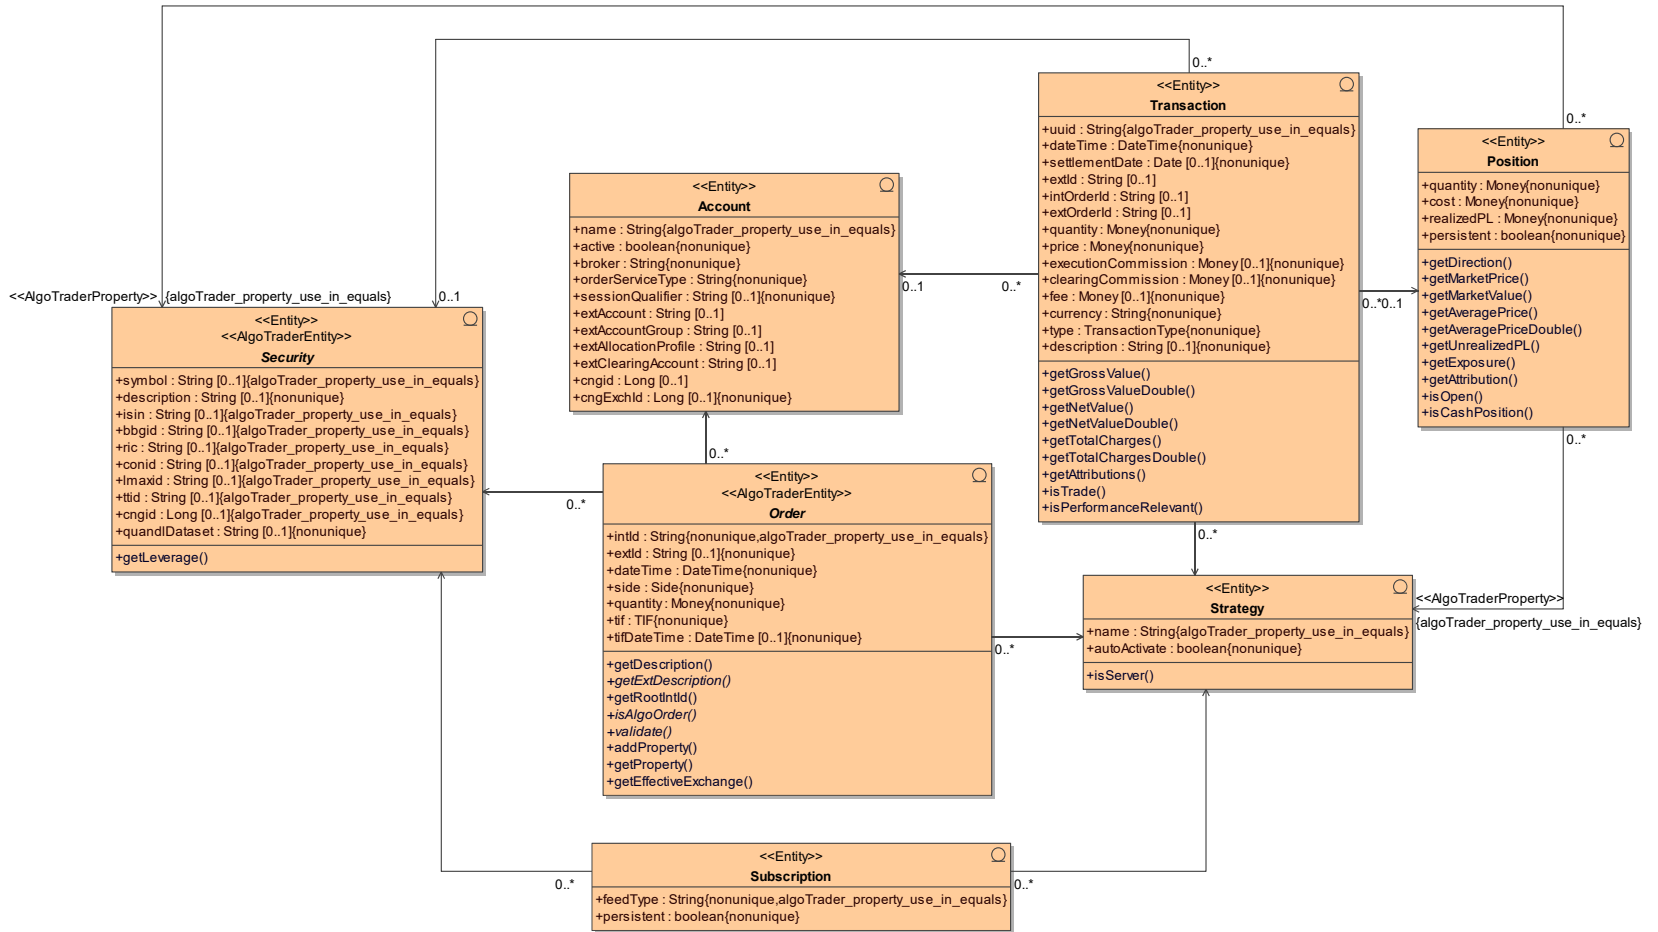 0..*
<<Entity>>
Transaction
+uuid : String{algoTrader_property_use_in_equals}
+dateTime : DateTime{nonunique}
+settlementDate : Date [0..1]{nonunique}
+extId : String [0..1]
+intOrderId : String [0..1]
+extOrderId : String [0..1]
+quantity : Money{nonunique}
+price : Money{nonunique}
+executionCommission : Money [0..1]{nonunique}
+clearingCommission : Money [0..1]{nonunique}
+fee : Money [0..1]{nonunique}
+currency : String{nonunique}
+type : TransactionType{nonunique}
+description : String [0..1]{nonunique}
+getGrossValue()
+getGrossValueDouble()
+getNetValue()
+getNetValueDouble()
+getTotalCharges()
+getTotalChargesDouble()
+getAttributions()
+isTrade()
+isPerformanceRelevant()
0..*
0..*
<<Entity>>
Position
+quantity : Money{nonunique}
+cost : Money{nonunique}
+realizedPL : Money{nonunique}
+persistent : boolean{nonunique}
+getDirection()
+getMarketPrice()
+getMarketValue()
+getAveragePrice()
+getAveragePriceDouble()
+getUnrealizedPL()
+getExposure()
+getAttribution()
+isOpen()
+isCashPosition()
0..*
0..*0..1
<<Entity>>
Account
+name : String{algoTrader_property_use_in_equals}
+active : boolean{nonunique}
+broker : String{nonunique}
+orderServiceType : String{nonunique}
+sessionQualifier : String [0..1]{nonunique}
+extAccount : String [0..1]
+extAccountGroup : String [0..1]
+extAllocationProfile : String [0..1]
+extClearingAccount : String [0..1]
+cngid : Long [0..1]
+cngExchId : Long [0..1]{nonunique}
0..1
0..*
0..*
<<AlgoTraderProperty>>
{algoTrader_property_use_in_equals}
0..1
<<Entity>>
<<AlgoTraderEntity>>
Security
+symbol : String [0..1]{algoTrader_property_use_in_equals}
+description : String [0..1]{nonunique}
+isin : String [0..1]{algoTrader_property_use_in_equals}
+bbgid : String [0..1]{algoTrader_property_use_in_equals}
+ric : String [0..1]{algoTrader_property_use_in_equals}
+conid : String [0..1]{algoTrader_property_use_in_equals}
+lmaxid : String [0..1]{algoTrader_property_use_in_equals}
+ttid : String [0..1]{algoTrader_property_use_in_equals}
+cngid : Long [0..1]{algoTrader_property_use_in_equals}
+quandlDataset : String [0..1]{nonunique}
+getLeverage()
0..*
<<Entity>>
<<AlgoTraderEntity>>
Order
+intId : String{nonunique,algoTrader_property_use_in_equals}
+extId : String [0..1]{nonunique}
+dateTime : DateTime{nonunique}
+side : Side{nonunique}
+quantity : Money{nonunique}
+tif : TIF{nonunique}
+tifDateTime : DateTime [0..1]{nonunique}
+getDescription()
+getExtDescription()
+getRootIntId()
+isAlgoOrder()
+validate()
+addProperty()
+getProperty()
+getEffectiveExchange()
0..*
<<Entity>>
Strategy
+name : String{algoTrader_property_use_in_equals}
+autoActivate : boolean{nonunique}
+isServer()
<<AlgoTraderProperty>>
{algoTrader_property_use_in_equals}
0..*
<<Entity>>
Subscription
+feedType : String{nonunique,algoTrader_property_use_in_equals}
+persistent : boolean{nonunique}
0..*